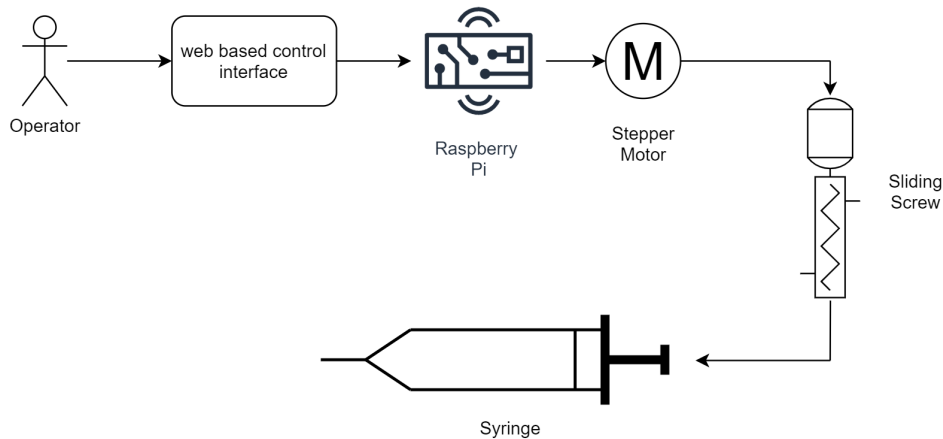 web based control
interface
M
Operator
Stepper
Motor
Raspberry
Pi
Sliding
Screw
Syringe